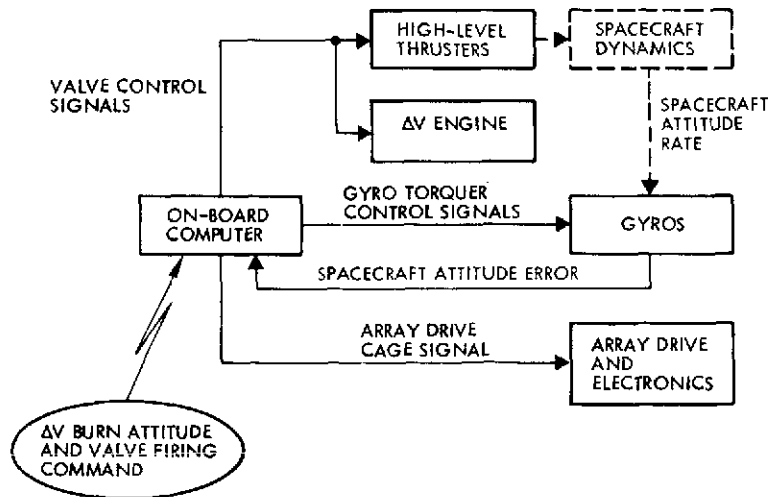 HIGH-LEVEL
THRUSTERS
SPACECRAFT
DYNAMICS
VALVE CONTROL
SIGNALS
ΔV ENGINE
SPACECRAFT
ATTITUDE
RATE
GYRO TORQUER
CONTROL SIGNALS
ON-BOARD
COMPUTER
GYROS
SPACECRAFT ATTITUDE ERROR
ARRAY DRIVE
CAGE SIGNAL
ARRAY DRIVE
AND
ELECTRONICS
ΔV BURN ATTITUDE
AND VALVE FIRING
COMMAND